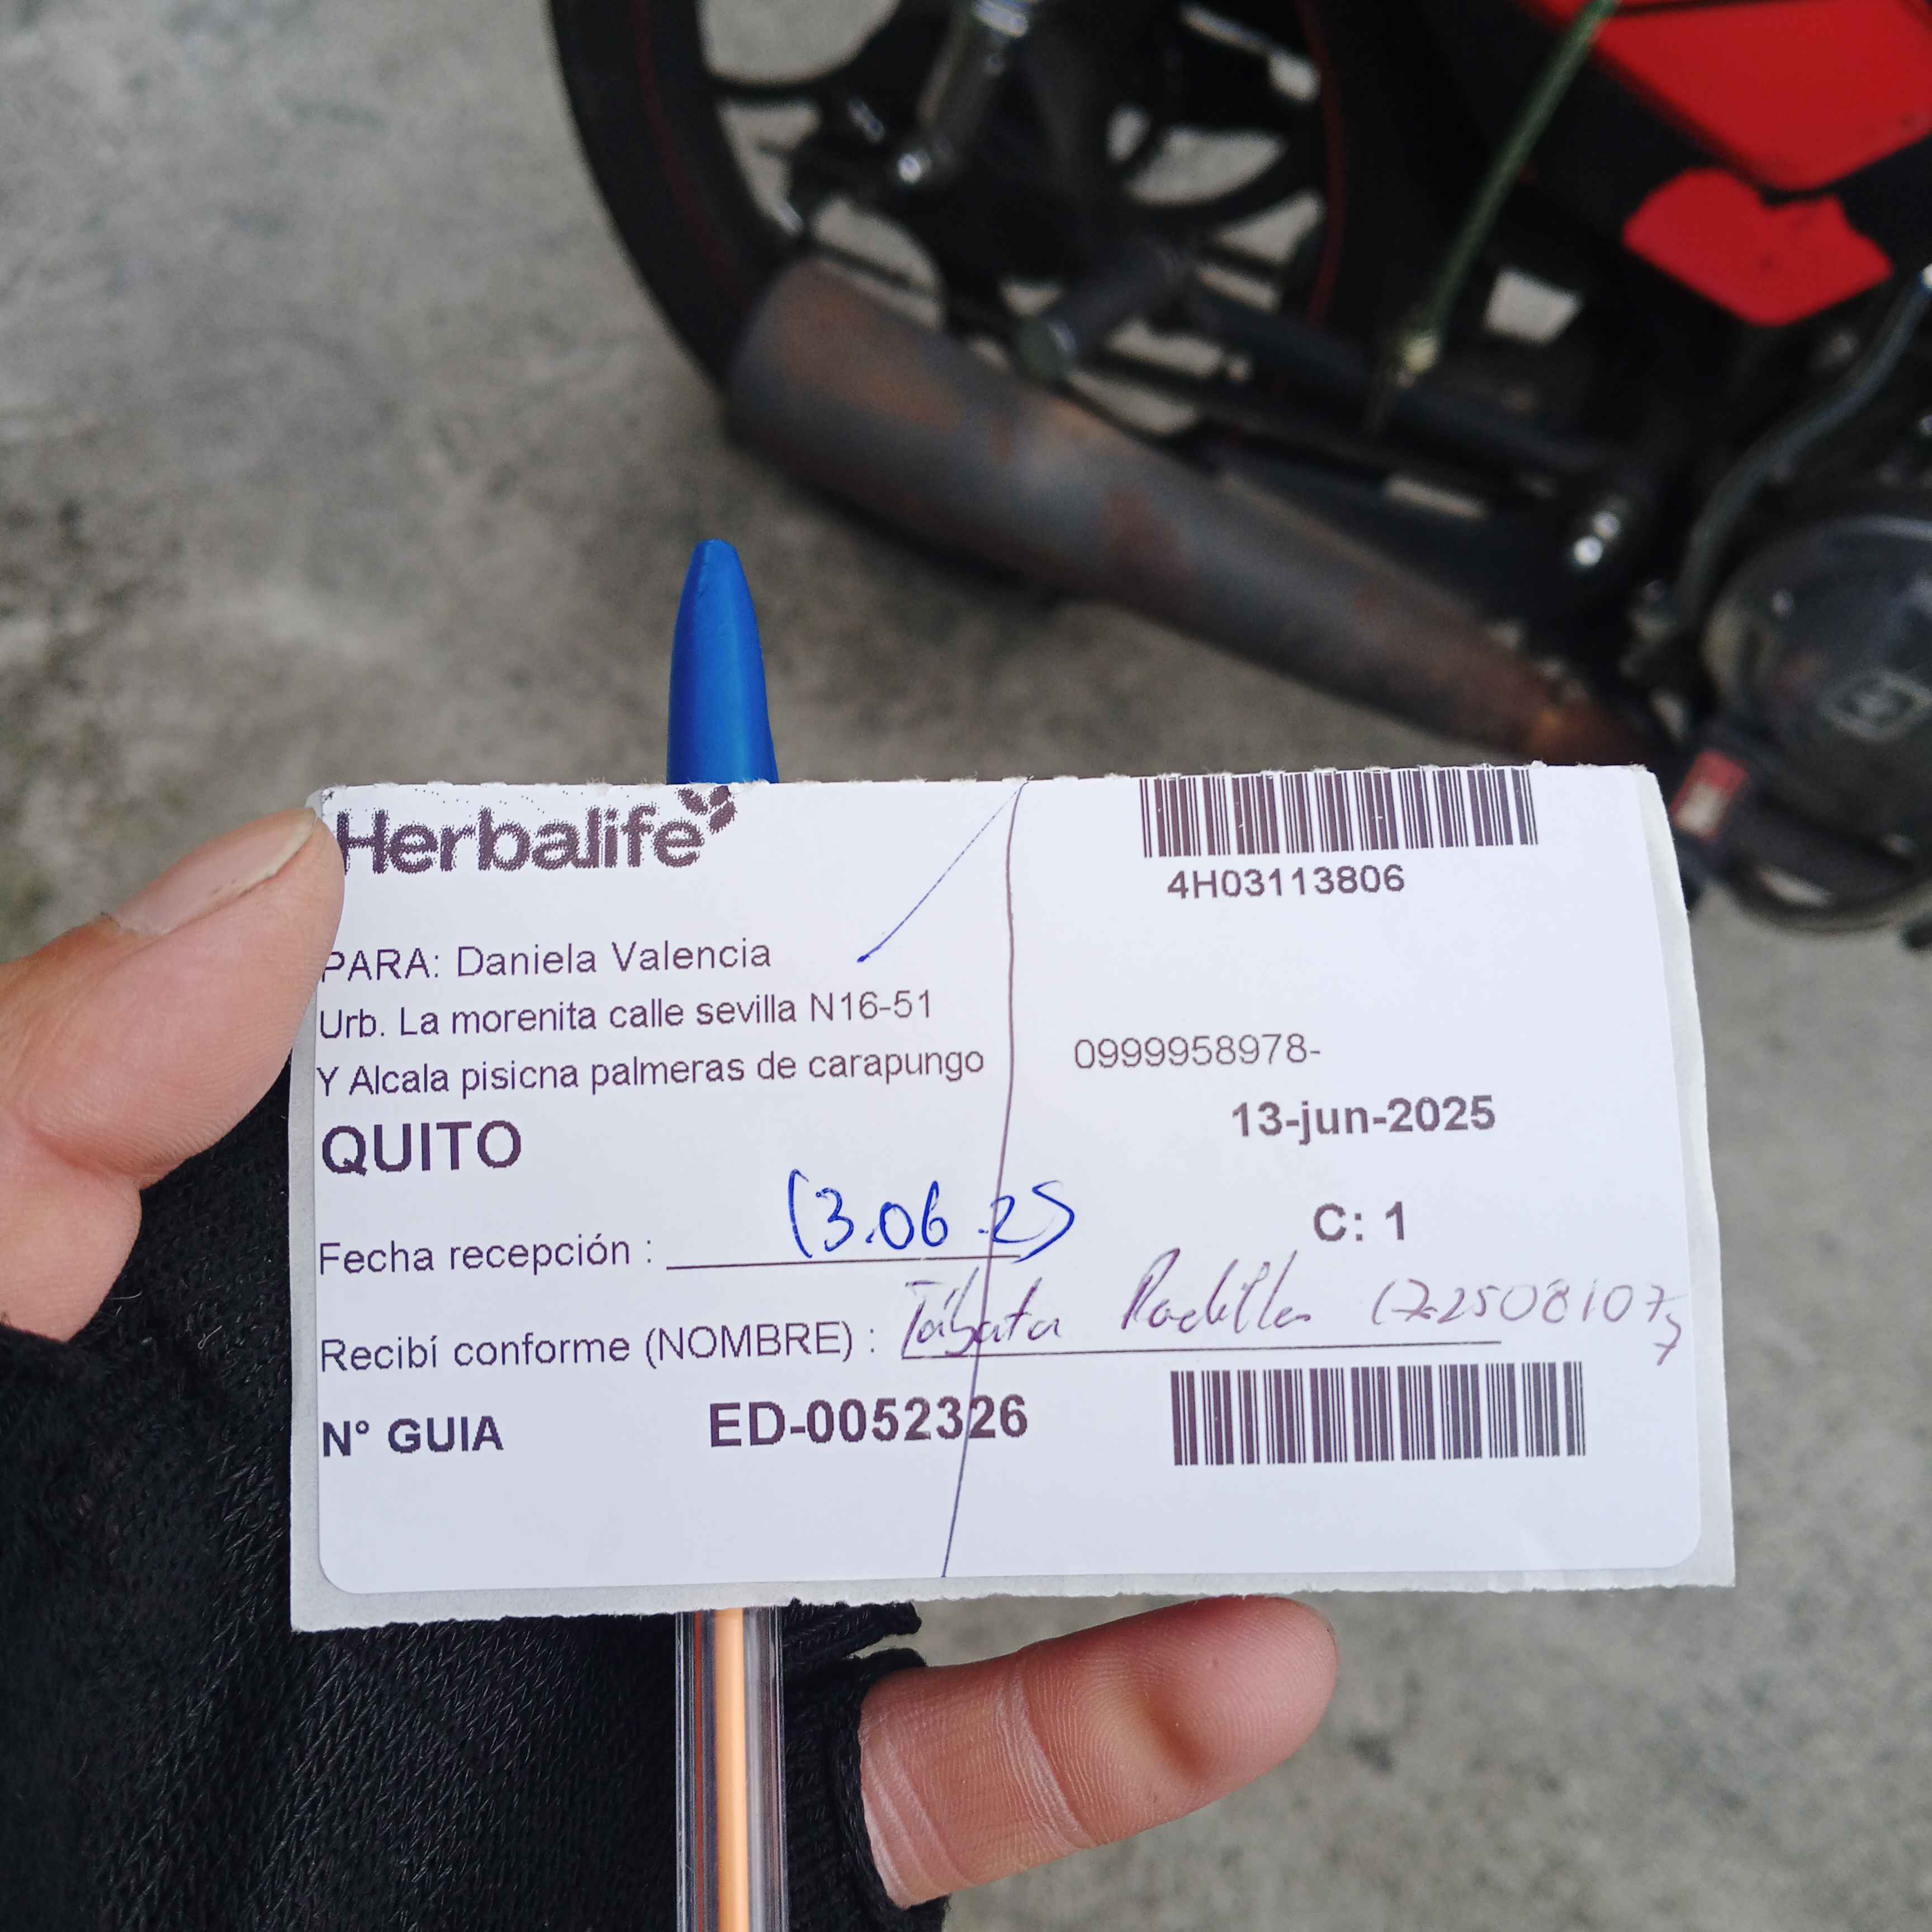 Herbalife
4H03113806
PARA: Daniela Valencia
Urb. La morenita calle sevilla N16-51
Y Alcala pisicna palmeras de carapungo
0999958978-
QUITO
13-jun-2025
Fecha recepción : 13.06.25
C: 1
Recibí conforme (NOMBRE) : Tábata
N° GUIA ED-0052326